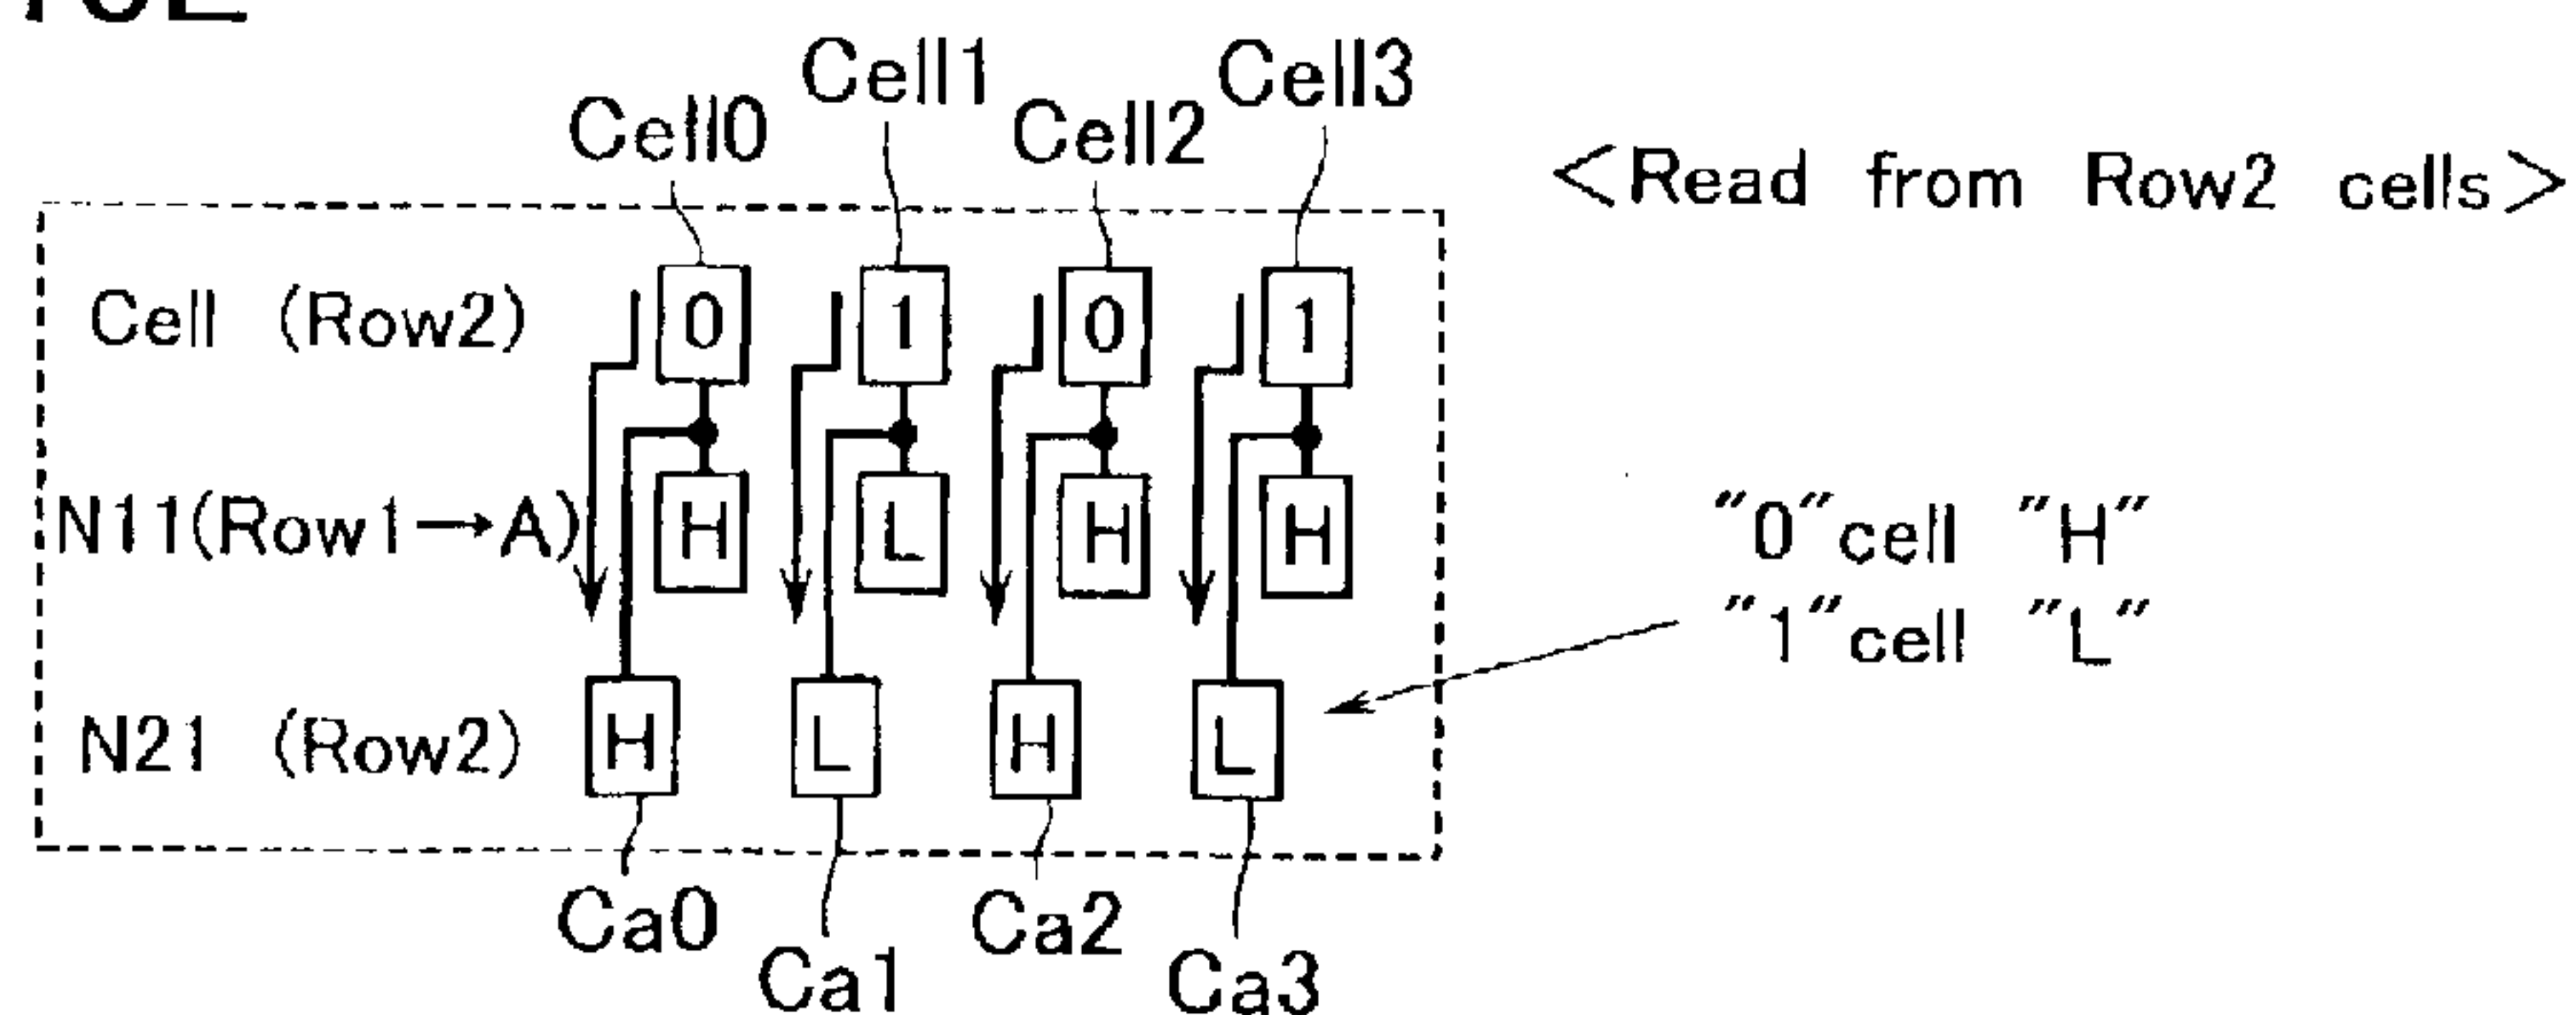 Cell0 Cell1 Cell2 Cell3
<Read from Row2 cells>
Cell (Row2) 0 1 0 1
N11(Row1→A) H L H H
"0"cell "H"
"1"cell "L"
N21 (Row2) H L H L
Ca0 Ca1 Ca2 Ca3